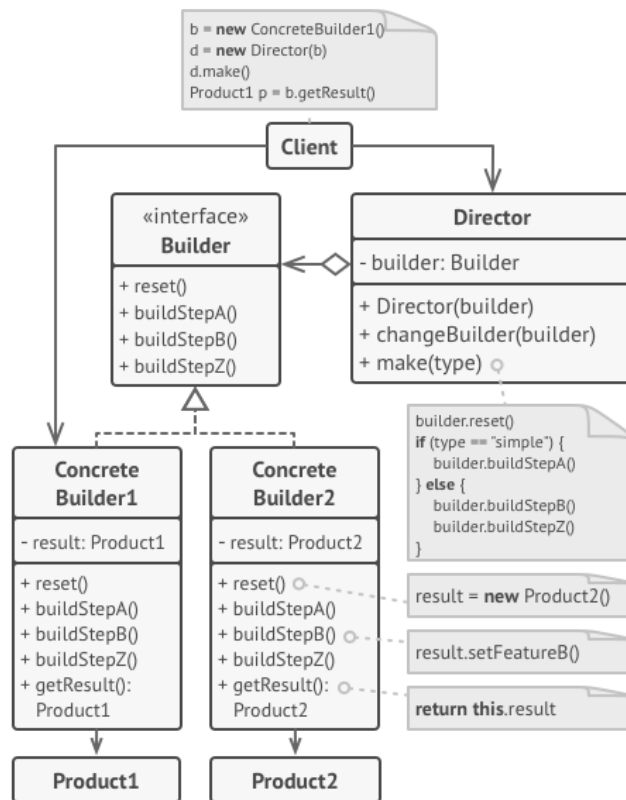 b = new ConcreteBuilder1()
d = new Director(b)
d.make()
Product1 p = b.getResult()
Client
«interface»
Builder
+ reset()
+ buildStepA()
+ buildStepB()
+ buildStepZ()
Director
- builder: Builder
+ Director(builder)
+ changeBuilder(builder)
+ make(type)
builder.reset()
if (type == "simple") {
builder.buildStepA()
} else {
builder.buildStepB()
builder.buildStepZ()
}
Concrete
Builder1
- result: Product1
+ reset()
+ buildStepA()
+ buildStepB()
+ buildStepZ()
+ getResult():
Product1
Concrete
Builder2
- result: Product2
+ reset()
+ buildStepA()
+ buildStepB()
+ buildStepZ()
+ getResult():
Product2
result = new Product2()
result.setFeatureB()
return this.result
Product1
Product2